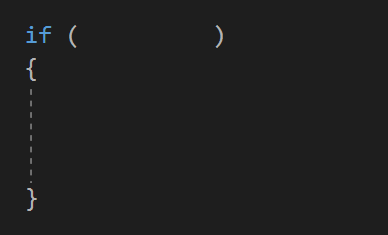 if (          )
{
}